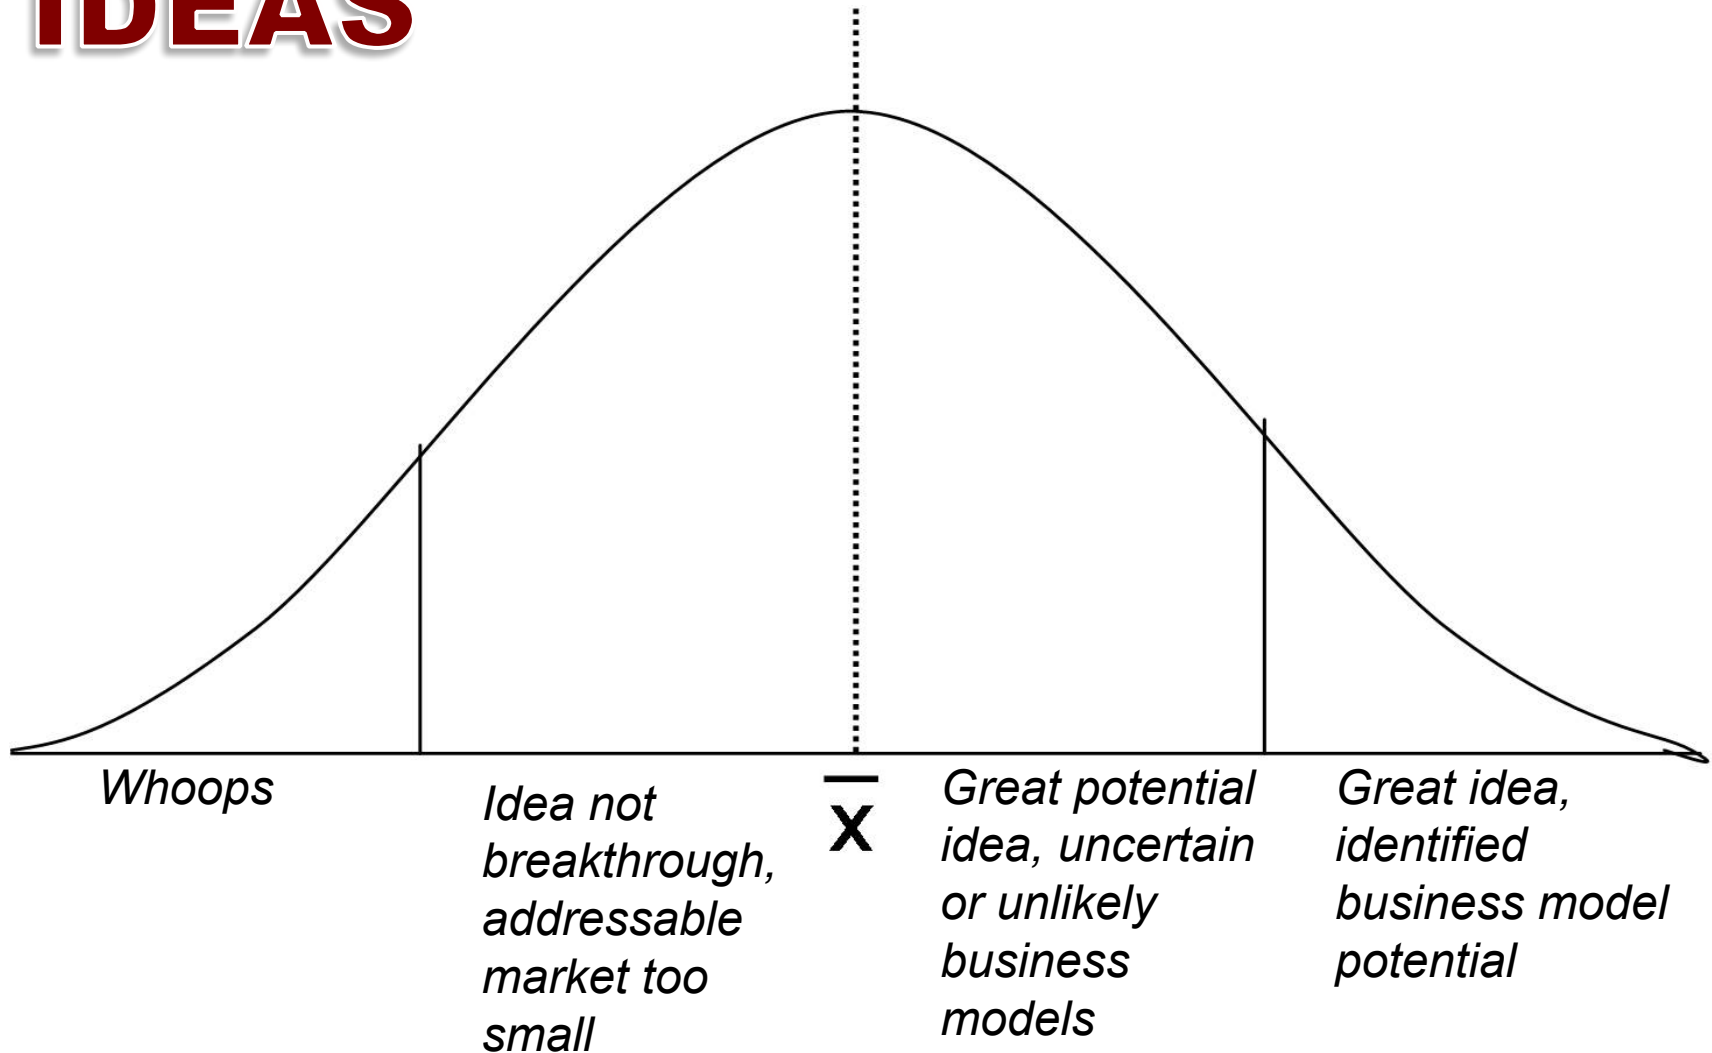 IDEAS
Whoops
Idea not
breakthrough,
addressable
market too
small
x̄
Great potential
idea, uncertain
or unlikely
business
models
Great idea,
identified
business model
potential